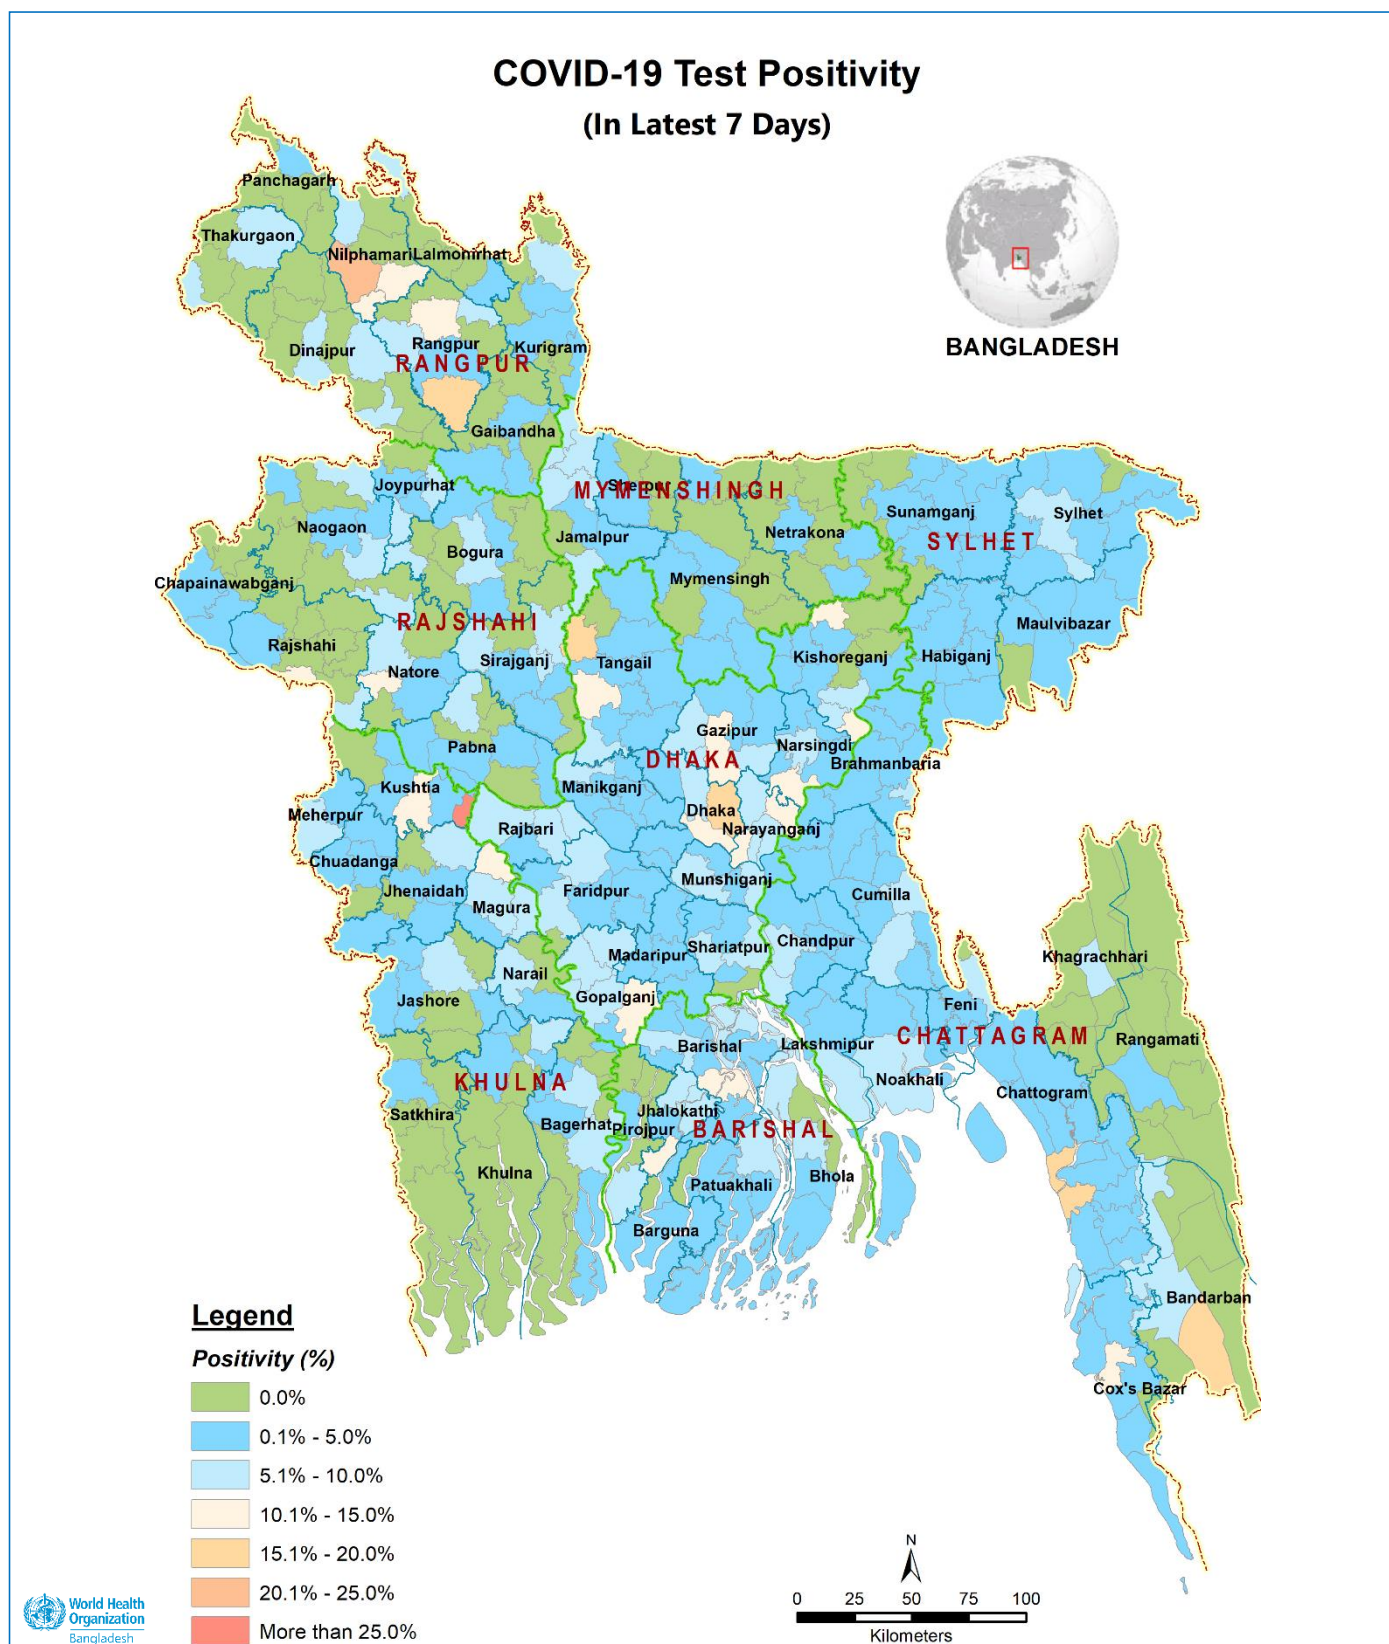 COVID-19 Test Positivity
(In Latest 7 Days)
BANGLADESH
Panchagarh
Thakurgaon
Nilphamari
Lalmonirhat
Dinajpur
Rangpur
Kurigram
RANGPUR
Gaibandha
Joypurhat
Sherpur
MYMENSHINGH
Naogaon
Bogura
Jamalpur
Netrakona
Sunamganj
Sylhet
SYLHET
Chapainawabganj
Mymensingh
RAJSHAHI
Rajshahi
Natore
Sirajganj
Tangail
Kishoreganj
Habiganj
Maulvibazar
Pabna
Gazipur
DHAKA
Narsingdi
Brahmanbaria
Kushtia
Manikganj
Meherpur
Rajbari
Dhaka
Narayanganj
Chuadanga
Jhenaidah
Magura
Faridpur
Munshiganj
Cumilla
Madaripur
Shariatpur
Chandpur
Khagrachhari
Narail
Jashore
Gopalganj
Feni
CHATTAGRAM
Rangamati
Barishal
Lakshmipur
Noakhali
Chattogram
KHULNA
Satkhira
Bagerhat
Jhalokathi
Pirojpur
BARISHAL
Khulna
Patuakhali
Bhola
Barguna
Bandarban
Cox's Bazar
Legend
Positivity (%)
0.0%
0.1% - 5.0%
5.1% - 10.0%
10.1% - 15.0%
15.1% - 20.0%
20.1% - 25.0%
More than 25.0%
N
0 25 50 75 100
Kilometers
World Health
Organization
Bangladesh